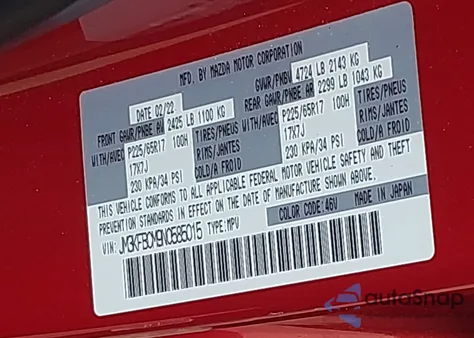 MFD. BY MAZDA MOTOR CORPORATION
DATE 02/22 GVWR/PNBV 4724 LB 2143 KG
FRONT GAWR/PNBE AV 2425 LB 1100 KG REAR GAWR/PNBE AR 2299 LB 1043 KG
WITH/AVEC P225/65R17 100H TIRES/PNEUS WITH/AVEC P225/65R17 100H TIRES/PNEUS
17X7J RIMS/JANTES 17X7J RIMS/JANTES
230 KPA/34 PSI COLD/A FROID 230 KPA/34 PSI COLD/A FROID
THIS VEHICLE CONFORMS TO ALL APPLICABLE FEDERAL MOTOR VEHICLE SAFETY AND THEFT
PREVENTION STANDARDS IN EFFECT ON THE DATE OF MANUFACTURE SHOWN ABOVE.
COLOR CODE:46V MADE IN JAPAN
VIN: JM3KFBCM9N0585015 TYPE:MPV
autoSnap